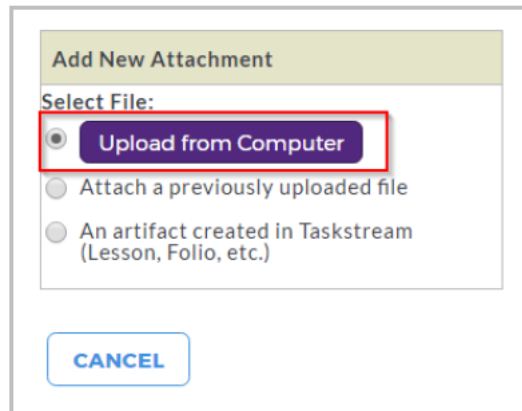 Add New Attachment
Select File:
Upload from Computer
Attach a previously uploaded file
An artifact created in Taskstream
(Lesson, Folio, etc.)
CANCEL